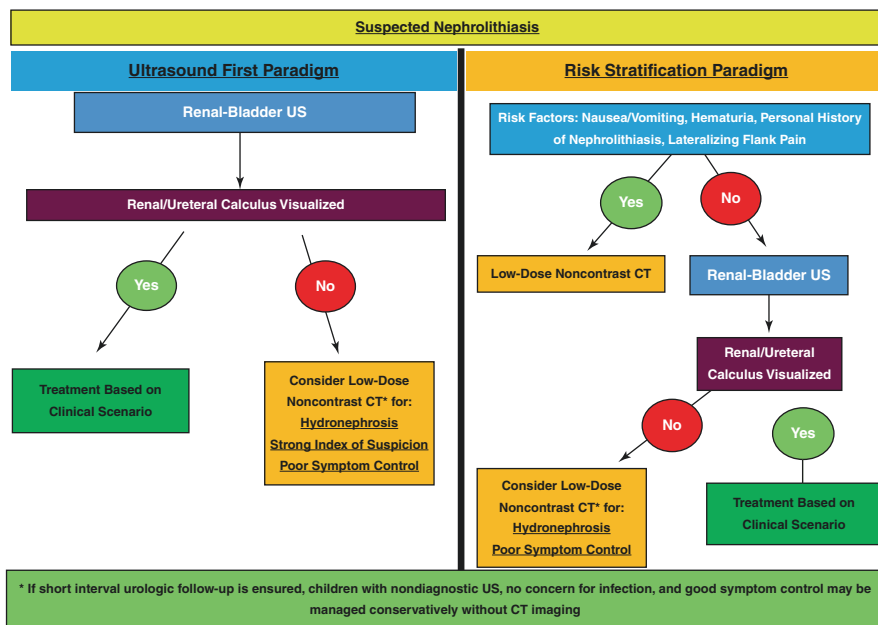 Suspected Nephrolithiasis
Ultrasound First Paradigm
Renal-Bladder US
Renal/Ureteral Calculus Visualized
Yes
No
Treatment Based on
Clinical Scenario
Consider Low-Dose
Noncontrast CT* for:
Hydronephrosis
Strong Index of Suspicion
Poor Symptom Control
Risk Stratification Paradigm
Risk Factors: Nausea/Vomiting, Hematuria, Personal History
of Nephrolithiasis, Lateralizing Flank Pain
Yes
No
Low-Dose Noncontrast CT
Renal-Bladder US
Renal/Ureteral
Calculus Visualized
No
Yes
Consider Low-Dose
Noncontrast CT* for:
Hydronephrosis
Poor Symptom Control
Treatment Based on
Clinical Scenario
* If short interval urologic follow-up is ensured, children with nondiagnostic US, no concern for infection, and good symptom control may be
managed conservatively without CT imaging